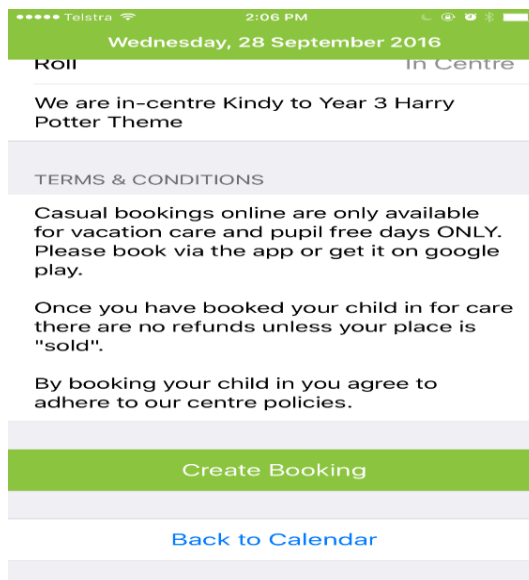 Telstra 2:06 PM
Wednesday, 28 September 2016
Roll In Centre
We are in-centre Kindy to Year 3 Harry
Potter Theme
TERMS & CONDITIONS
Casual bookings online are only available
for vacation care and pupil free days ONLY.
Please book via the app or get it on google
play.
Once you have booked your child in for care
there are no refunds unless your place is
"sold".
By booking your child in you agree to
adhere to our centre policies.
Create Booking
Back to Calendar